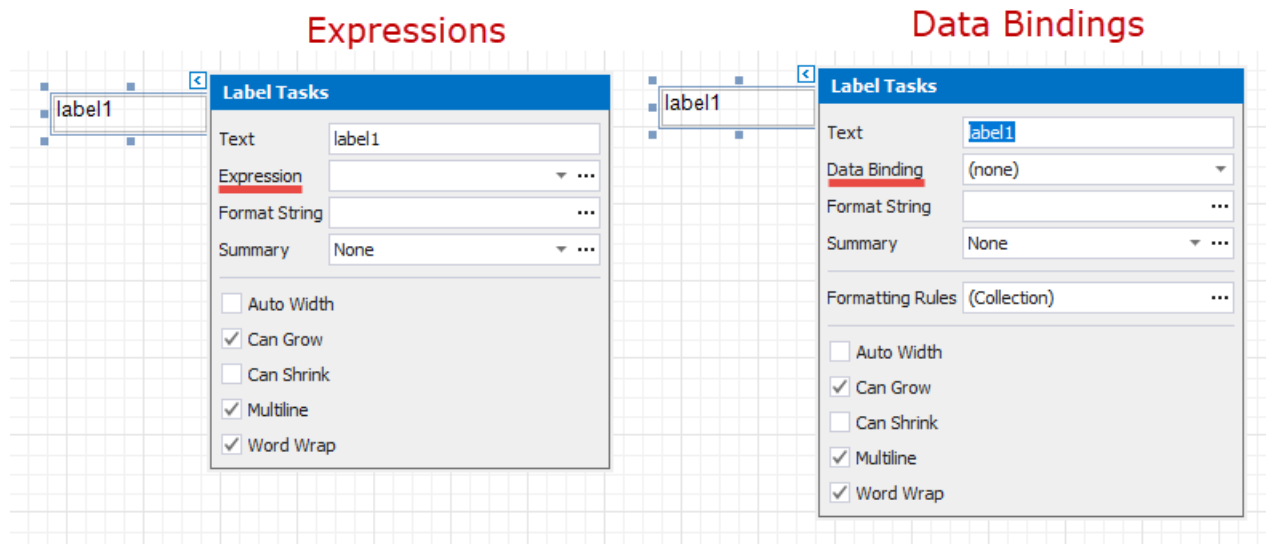 Expressions
label1
Label Tasks
Text label1
Expression
Format String
Summary None
Auto Width
Can Grow
Can Shrink
Multiline
Word Wrap
Data Bindings
label1
Label Tasks
Text label1
Data Binding (none)
Format String
Summary None
Formatting Rules (Collection)
Auto Width
Can Grow
Can Shrink
Multiline
Word Wrap